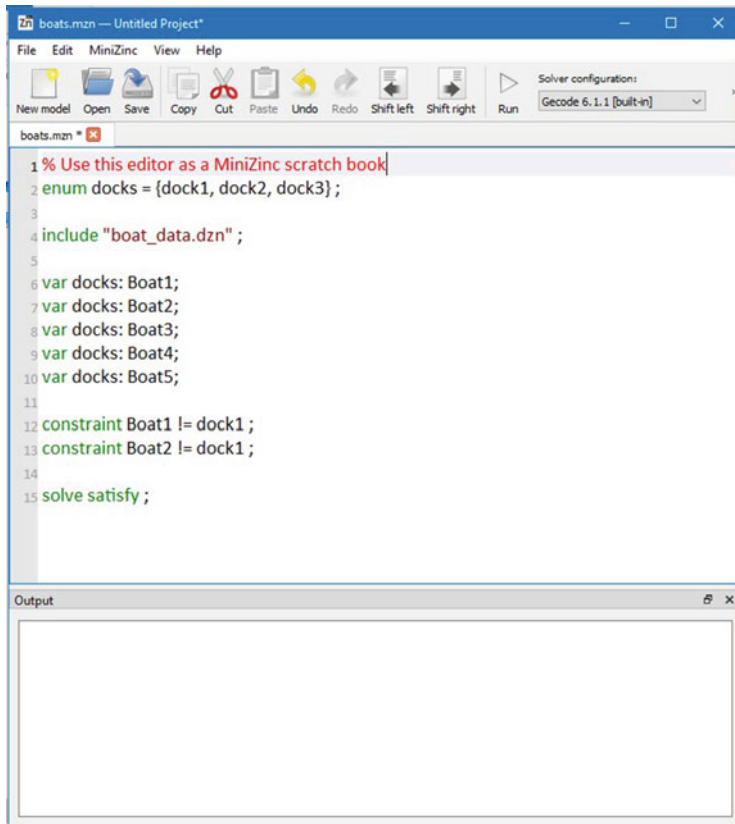 Zn boats.mzn — Untitled Project*
File Edit MiniZinc View Help
Solver configuration:
New model Open Save Copy Cut Paste Undo Redo Shift left Shift right Run Gecode 6.1.1 [built-in]
boats.mzn *
1 % Use this editor as a MiniZinc scratch book
2 enum docks = {dock1, dock2, dock3} ;
3
4 include "boat_data.dzn" ;
5
6 var docks: Boat1;
7 var docks: Boat2;
8 var docks: Boat3;
9 var docks: Boat4;
10 var docks: Boat5;
11
12 constraint Boat1 != dock1 ;
13 constraint Boat2 != dock1 ;
14
15 solve satisfy ;
Output